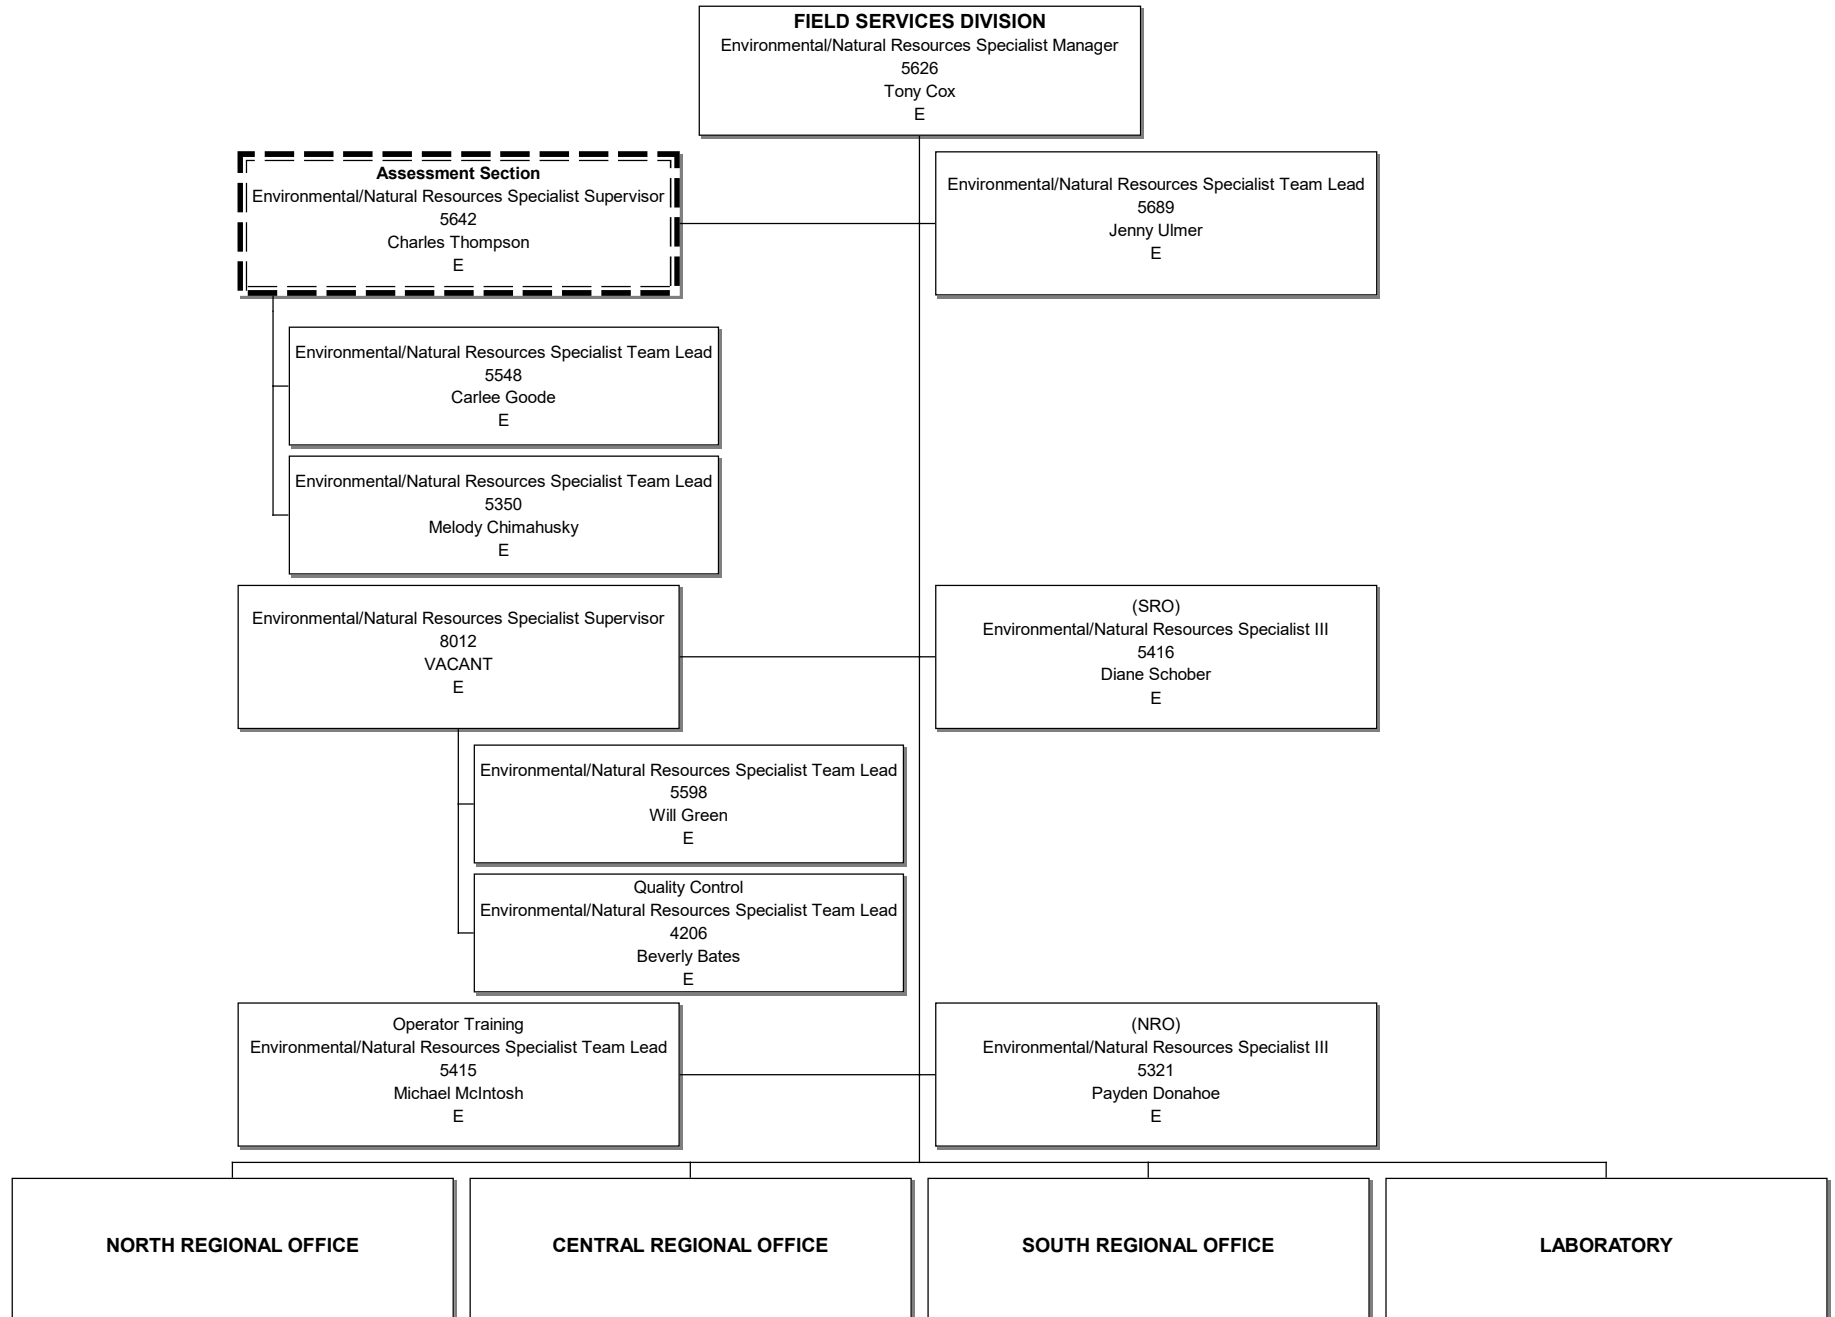 FIELD SERVICES DIVISION
Environmental/Natural Resources Specialist Manager
5626
Tony Cox
E
Assessment Section
Environmental/Natural Resources Specialist Supervisor
5642
Charles Thompson
E
Environmental/Natural Resources Specialist Team Lead
5689
Jenny Ulmer
E
Environmental/Natural Resources Specialist Team Lead
5548
Carlee Goode
E
Environmental/Natural Resources Specialist Team Lead
5350
Melody Chimahusky
E
Environmental/Natural Resources Specialist Supervisor
8012
VACANT
E
(SRO)
Environmental/Natural Resources Specialist III
5416
Diane Schober
E
Environmental/Natural Resources Specialist Team Lead
5598
Will Green
E
Quality Control
Environmental/Natural Resources Specialist Team Lead
4206
Beverly Bates
E
Operator Training
Environmental/Natural Resources Specialist Team Lead
5415
Michael McIntosh
E
(NRO)
Environmental/Natural Resources Specialist III
5321
Payden Donahoe
E
NORTH REGIONAL OFFICE
CENTRAL REGIONAL OFFICE
SOUTH REGIONAL OFFICE
LABORATORY